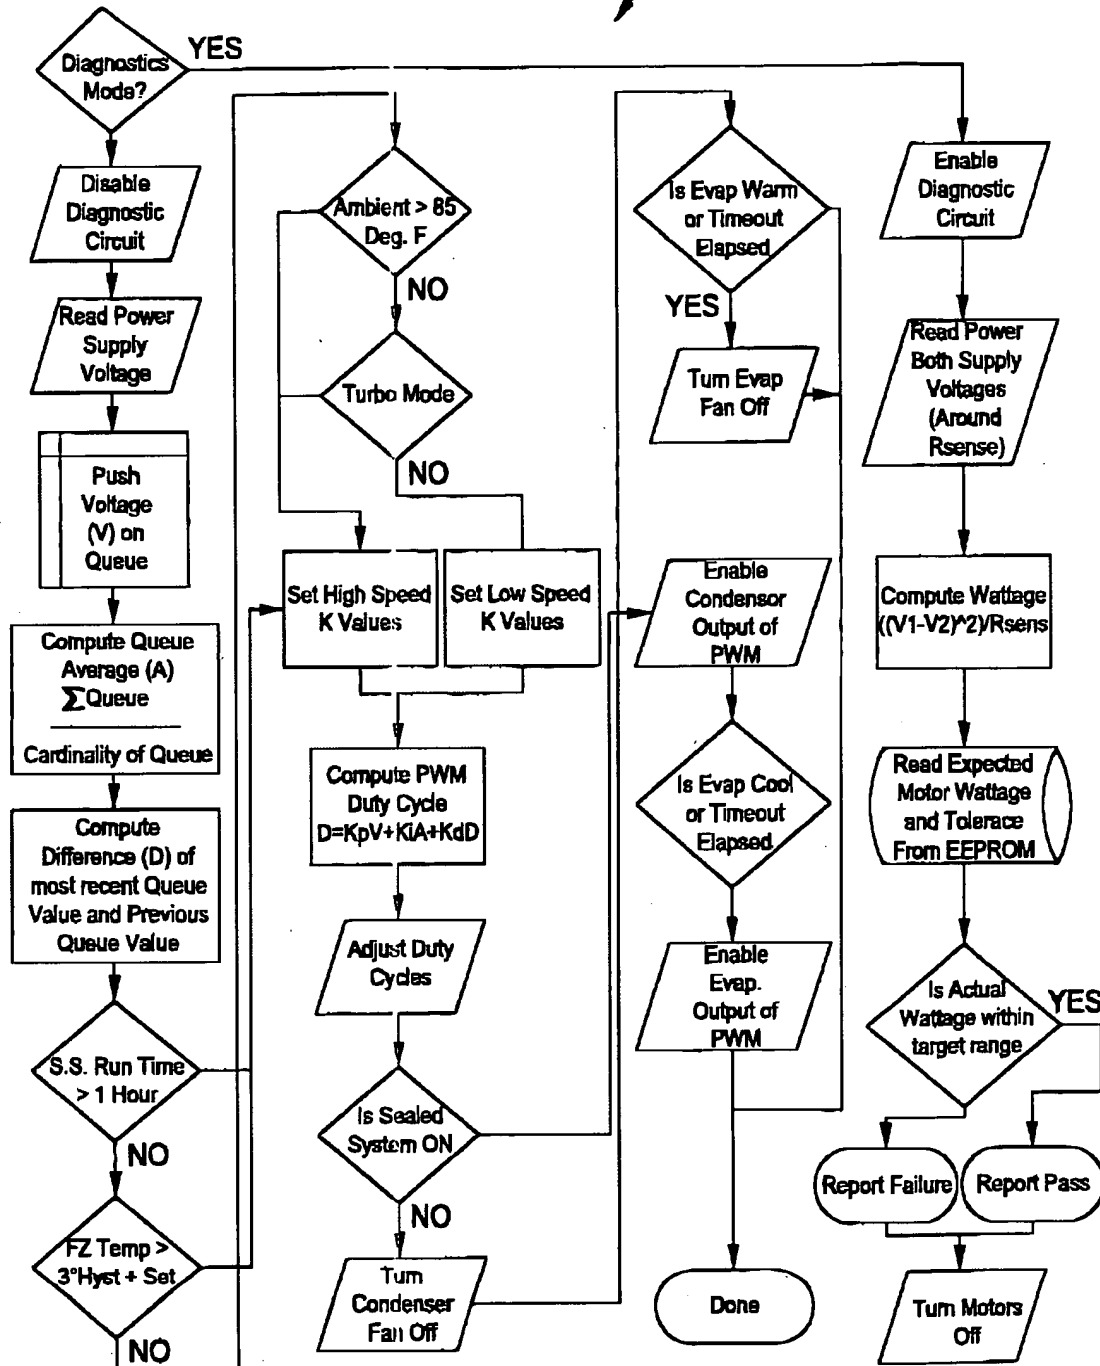 Diagnostics
Mode?
YES
Disable
Diagnostic
Circuit
Read Power
Supply
Voltage
Push
Voltage
(V) on
Queue
Compute Queue
Average (A)
ΣQueue
Cardinality of Queue
Compute
Difference (D) of
most recent Queue
Value and Previous
Queue Value
S.S. Run Time
> 1 Hour
NO
FZ Temp >
3°Hyst + Set
NO
Ambient > 85
Deg. F
NO
Turbo Mode
NO
Set High Speed
K Values
Set Low Speed
K Values
Compute PWM
Duty Cycle
D=KpV+KiA+KdD
Adjust Duty
Cycles
Is Sealed
System ON
NO
Turn
Condenser
Fan Off
Is Evap Warm
or Timeout
Elapsed
YES
Turn Evap
Fan Off
Enable
Condensor
Output of
PWM
Is Evap Cool
or Timeout
Elapsed
Enable
Evap.
Output of
PWM
Done
Enable
Diagnostic
Circuit
Read Power
Both Supply
Voltages
(Around
Rsense)
Compute Wattage
((V1-V2)^2)/Rsens
Read Expected
Motor Wattage
and Tolerace
From EEPROM
Is Actual
Wattage within
target range
YES
Report Failure
Report Pass
Turn Motors
Off